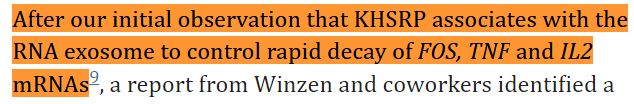 After our initial observation that KHSRP associates with the
RNA exosome to control rapid decay of FOS, TNF and IL2
mRNAs9, a report from Winzen and coworkers identified a